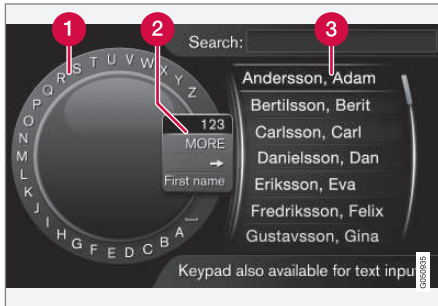 1
2
3
Search:
A B C D E F G H I J K L M N O P Q R S T U V W X Y Z
123
MORE
➞
First name
Andersson, Adam
Bertilsson, Berit
Carlsson, Carl
Danielsson, Dan
Eriksson, Eva
Fredriksson, Felix
Gustavsson, Gina
Keypad also available for text input
G050935